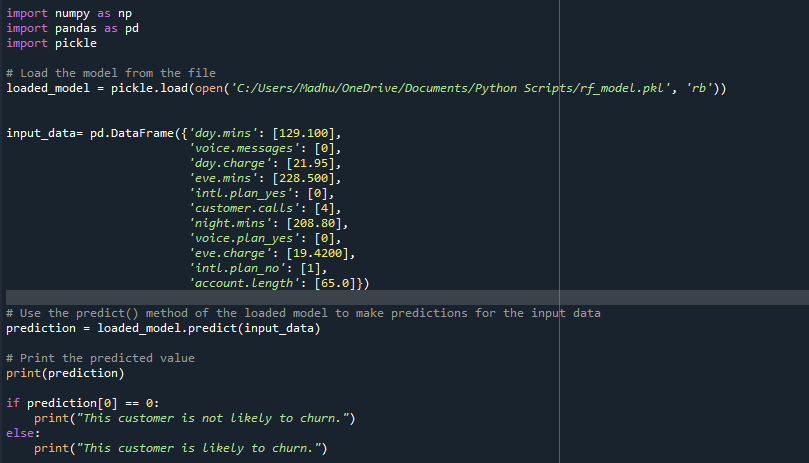 import numpy as np
import pandas as pd
import pickle
# Load the model from the file
loaded_model = pickle.load(open('C:/Users/Madhu/OneDrive/Documents/Python Scripts/rf_model.pkl', 'rb'))
input_data= pd.DataFrame({'day.mins': [129.100],
'voice.messages': [0],
'day.charge': [21.95],
'eve.mins': [228.500],
'intl.plan_yes': [0],
'customer.calls': [4],
'night.mins': [208.80],
'voice.plan_yes': [0],
'eve.charge': [19.4200],
'intl.plan_no': [1],
'account.length': [65.0]})
# Use the predict() method of the loaded model to make predictions for the input data
prediction = loaded_model.predict(input_data)
# Print the predicted value
print(prediction)
if prediction[0] == 0:
    print("This customer is not likely to churn.")
else:
    print("This customer is likely to churn.")